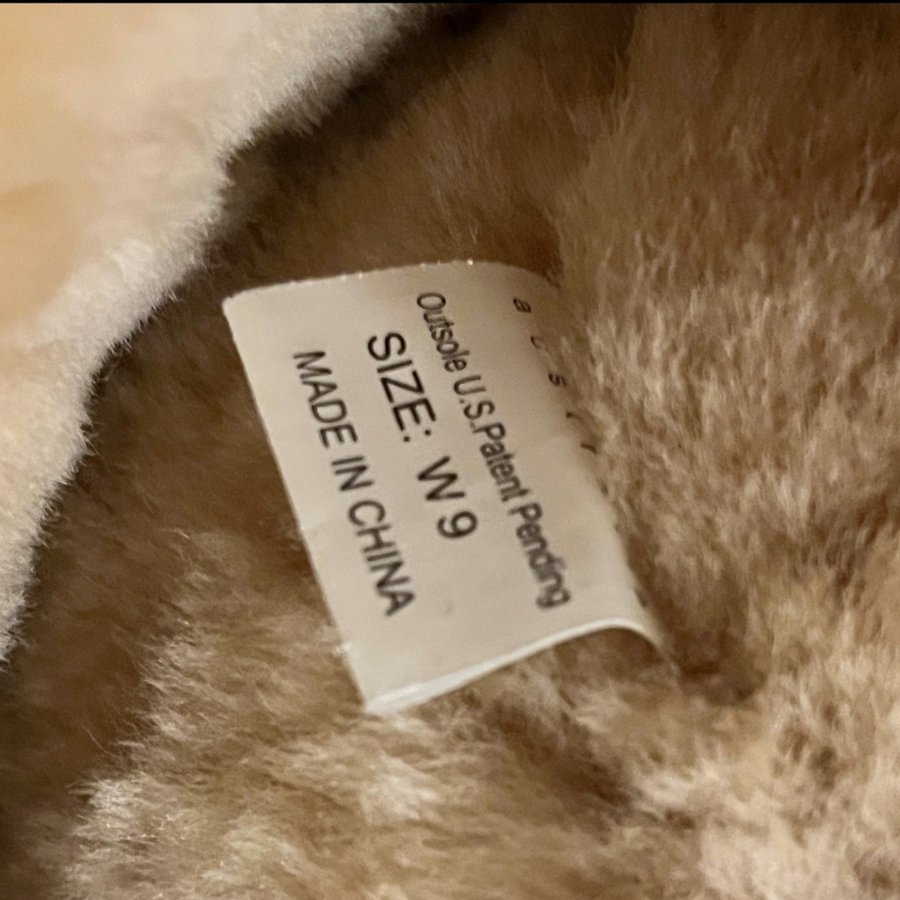 Outsole U.S.Patent Pending
SIZE: W 9
MADE IN CHINA